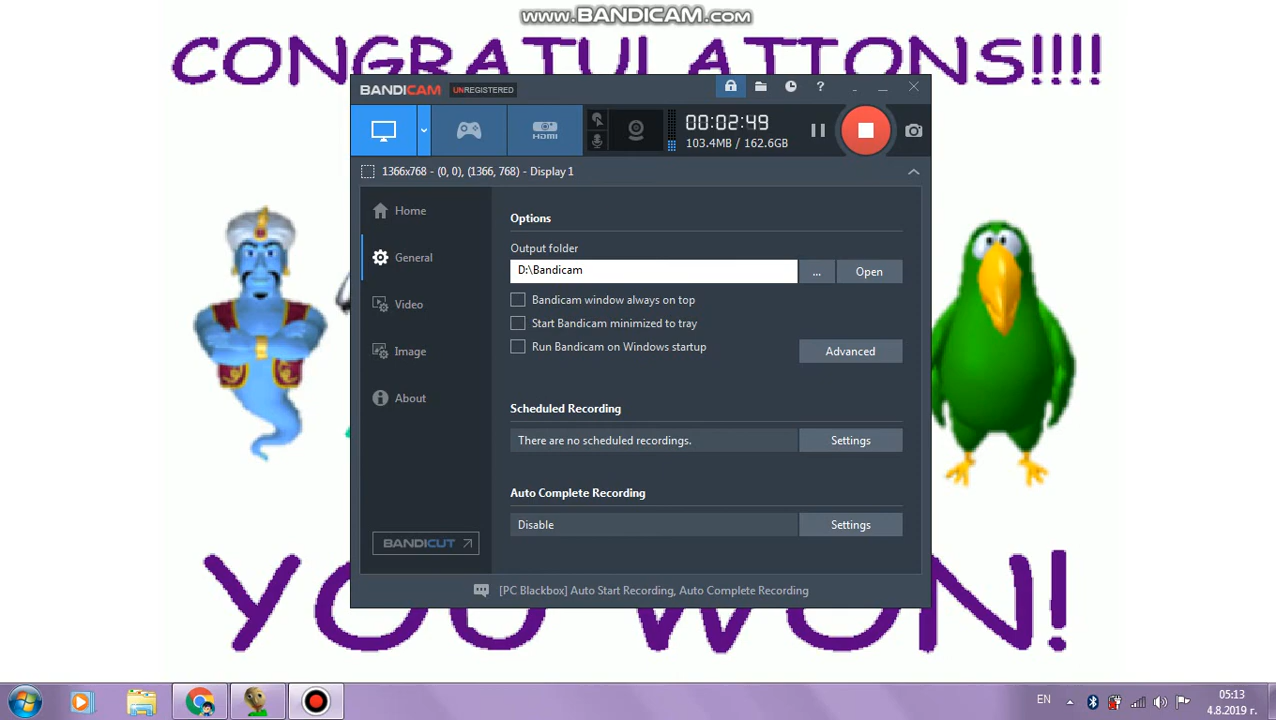 www.BANDICAM.com
CONGRATULATIONS!!!!
BANDICAM UNREGISTERED
?
HDMI
00:02:49
103.4MB / 162.6GB
1366x768 - (0, 0), (1366, 768) - Display 1
Home
General
Video
Image
About
BANDICUT
Options
Output folder
D:\Bandicam
...
Open
Bandicam window always on top
Start Bandicam minimized to tray
Run Bandicam on Windows startup
Advanced
Scheduled Recording
There are no scheduled recordings.
Settings
Auto Complete Recording
Disable
Settings
[PC Blackbox] Auto Start Recording, Auto Complete Recording
YOU WON!
EN
05:13
4.8.2019 г.